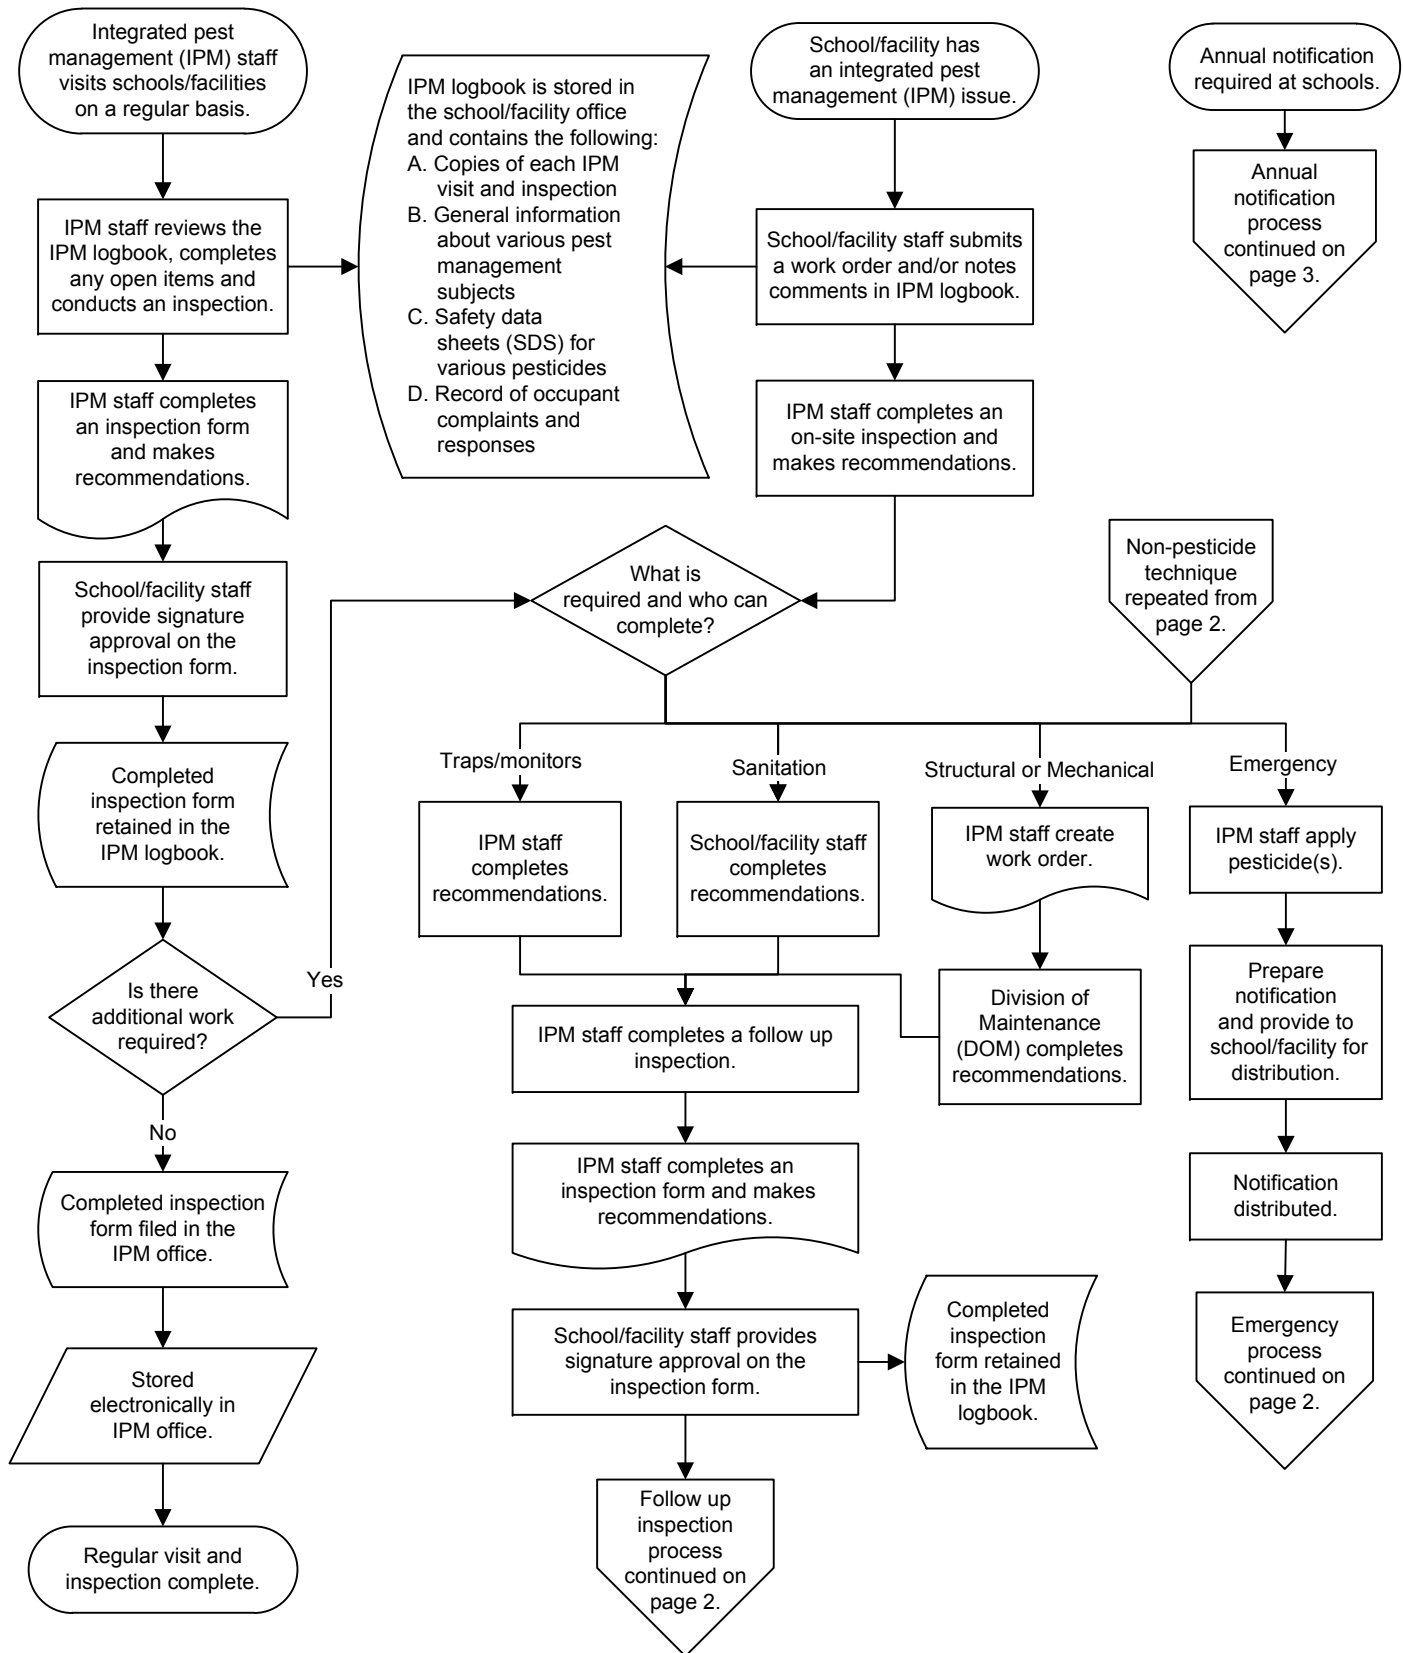 Integrated pest
management (IPM) staff
visits schools/facilities
on a regular basis.
IPM staff reviews the
IPM logbook, completes
any open items and
conducts an inspection.
IPM staff completes
an inspection form
and makes
recommendations.
School/facility staff
provide signature
approval on the
inspection form.
Completed
inspection form
retained in the
IPM logbook.
Is there
additional work
required?
Yes
No
Completed inspection
form filed in the
IPM office.
Stored
electronically in
IPM office.
Regular visit and
inspection complete.
IPM logbook is stored in
the school/facility office
and contains the following:
A. Copies of each IPM
visit and inspection
B. General information
about various pest
management
subjects
C. Safety data
sheets (SDS) for
various pesticides
D. Record of occupant
complaints and
responses
School/facility has
an integrated pest
management (IPM) issue.
School/facility staff submits
a work order and/or notes
comments in IPM logbook.
IPM staff completes an
on-site inspection and
makes recommendations.
What is
required and who can
complete?
Annual notification
required at schools.
Annual
notification
process
continued on
page 3.
Non-pesticide
technique
repeated from
page 2.
Traps/monitors
IPM staff
completes
recommendations.
Sanitation
School/facility staff
completes
recommendations.
Structural or Mechanical
IPM staff create
work order.
Division of
Maintenance
(DOM) completes
recommendations.
Emergency
IPM staff apply
pesticide(s).
Prepare
notification
and provide to
school/facility for
distribution.
Notification
distributed.
Emergency
process
continued on
page 2.
IPM staff completes a follow up
inspection.
IPM staff completes an
inspection form and makes
recommendations.
School/facility staff provides
signature approval on the
inspection form.
Completed
inspection
form retained
in the IPM
logbook.
Follow up
inspection
process
continued on
page 2.